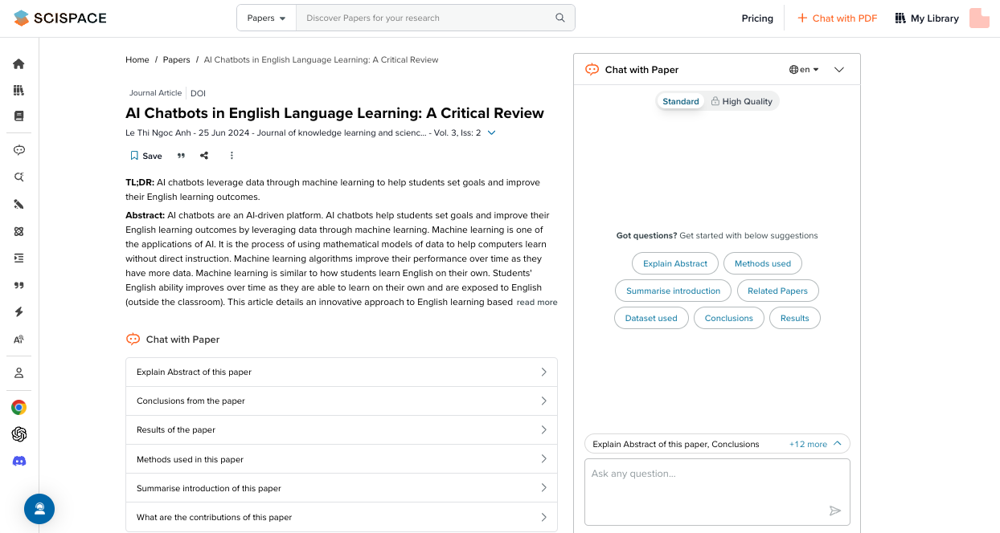 SCISPACE
Papers
Discover Papers for your research
Pricing
Chat with PDF
My Library
Home / Papers / AI Chatbots in English Language Learning: A Critical Review
Journal Article DOI
AI Chatbots in English Language Learning: A Critical Review
Le Thi Ngoc Anh - 25 Jun 2024 - Journal of knowledge learning and scienc... - Vol. 3, Iss: 2
Save
TL;DR: AI chatbots leverage data through machine learning to help students set goals and improve
their English learning outcomes.
Abstract: AI chatbots are an AI-driven platform. AI chatbots help students set goals and improve their
English learning outcomes by leveraging data through machine learning. Machine learning is one of
the applications of AI. It is the process of using mathematical models of data to help computers learn
without direct instruction. Machine learning algorithms improve their performance over time as they
have more data. Machine learning is similar to how students learn English on their own. Students'
English ability improves over time as they are able to learn on their own and are exposed to English
(outside the classroom). This article details an innovative approach to English learning based read more
Chat with Paper
Explain Abstract of this paper
Conclusions from the paper
Results of the paper
Methods used in this paper
Summarise introduction of this paper
What are the contributions of this paper
Chat with Paper
en
Standard
High Quality
Got questions? Get started with below suggestions
Explain Abstract
Methods used
Summarise introduction
Related Papers
Dataset used
Conclusions
Results
Explain Abstract of this paper, Conclusions
+12 more
Ask any question...